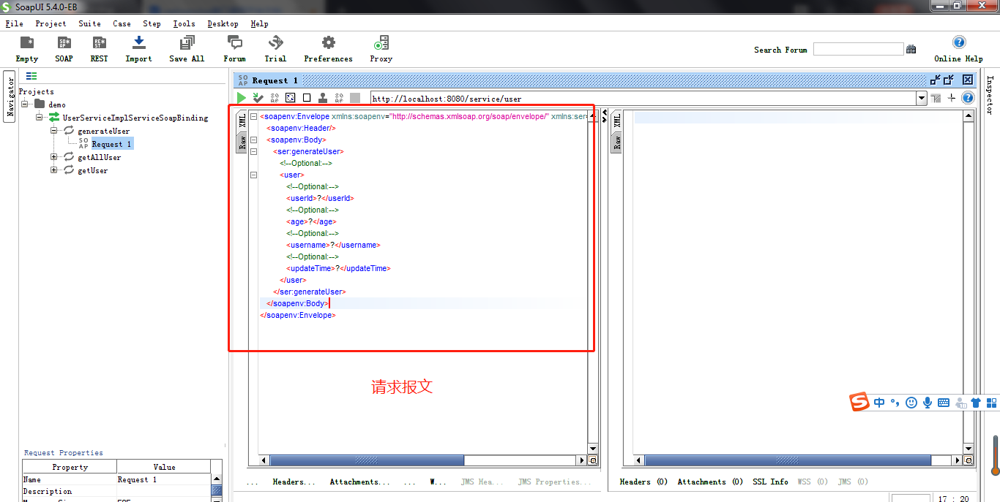 SoapUI 5.4.0-EB
File Project Suite Case Step Tools Desktop Help
Empty SOAP REST Import Save All Forum Trial Preferences Proxy
Search Forum
Online Help
Navigator
Projects
demo
UserServiceImplServiceSoapBinding
generateUser
SOAP Request 1
getAllUser
getUser
Request Properties
Property Value
Name Request 1
Description
SOAP Request 1
http://localhost:8080/service/user
XML
Raw
<soapenv:Envelope xmlns:soapenv="http://schemas.xmlsoap.org/soap/envelope/" xmlns:ser=
<soapenv:Header/>
<soapenv:Body>
<ser:generateUser>
<!--Optional:-->
<user>
<!--Optional:-->
<userId>?</userId>
<!--Optional:-->
<age>?</age>
<!--Optional:-->
<username>?</username>
<!--Optional:-->
<updateTime>?</updateTime>
</user>
</ser:generateUser>
</soapenv:Body>
</soapenv:Envelope>
请求报文
... Headers... Attachments... ... W... JMS Hea... JMS Properties...
XML
Raw
Headers (0) Attachments (0) SSL Info WSS (0) JMS (0)
17 : 20
Inspector
中